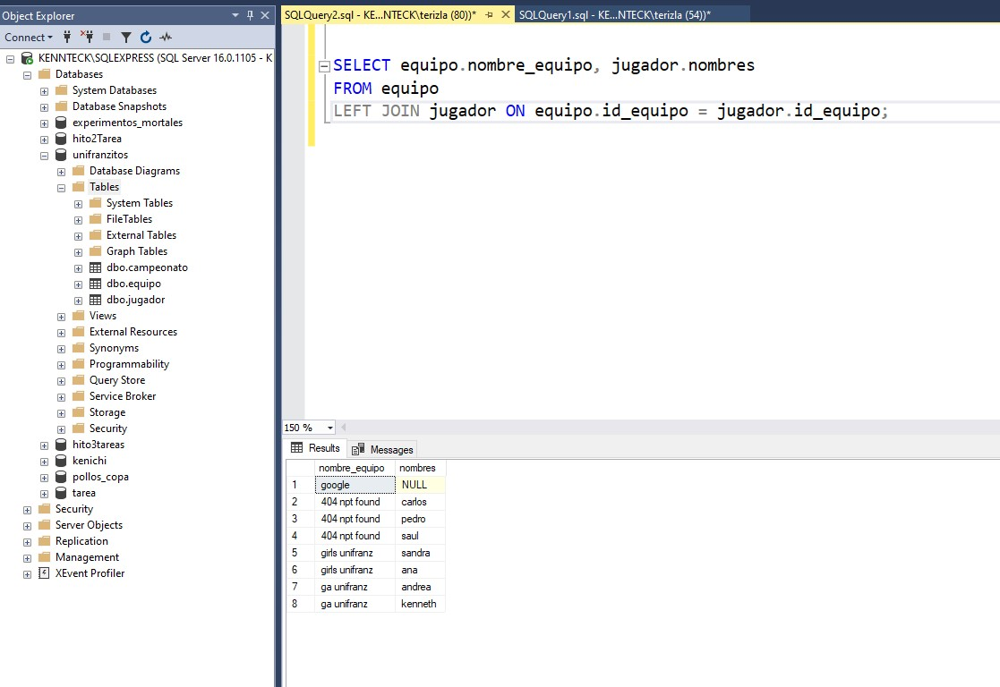 Object Explorer
Connect
KENNTECK\SQLEXPRESS (SQL Server 16.0.1105 - K
Databases
System Databases
Database Snapshots
experimentos_mortales
hito2Tarea
unifranzitos
Database Diagrams
Tables
System Tables
FileTables
External Tables
Graph Tables
dbo.campeonato
dbo.equipo
dbo.jugador
Views
External Resources
Synonyms
Programmability
Query Store
Service Broker
Storage
Security
hito3tareas
kenichi
pollos_copa
tarea
Security
Server Objects
Replication
Management
XEvent Profiler
SQLQuery2.sql - KE...NTECK\terizla (80))* SQLQuery1.sql - KE...NTECK\terizla (54))*
SELECT equipo.nombre_equipo, jugador.nombres
FROM equipo
LEFT JOIN jugador ON equipo.id_equipo = jugador.id_equipo;
150 %
Results Messages
nombre_equipo nombres
1 google NULL
2 404 npt found carlos
3 404 npt found pedro
4 404 npt found saul
5 girls unifranz sandra
6 girls unifranz ana
7 ga unifranz andrea
8 ga unifranz kenneth